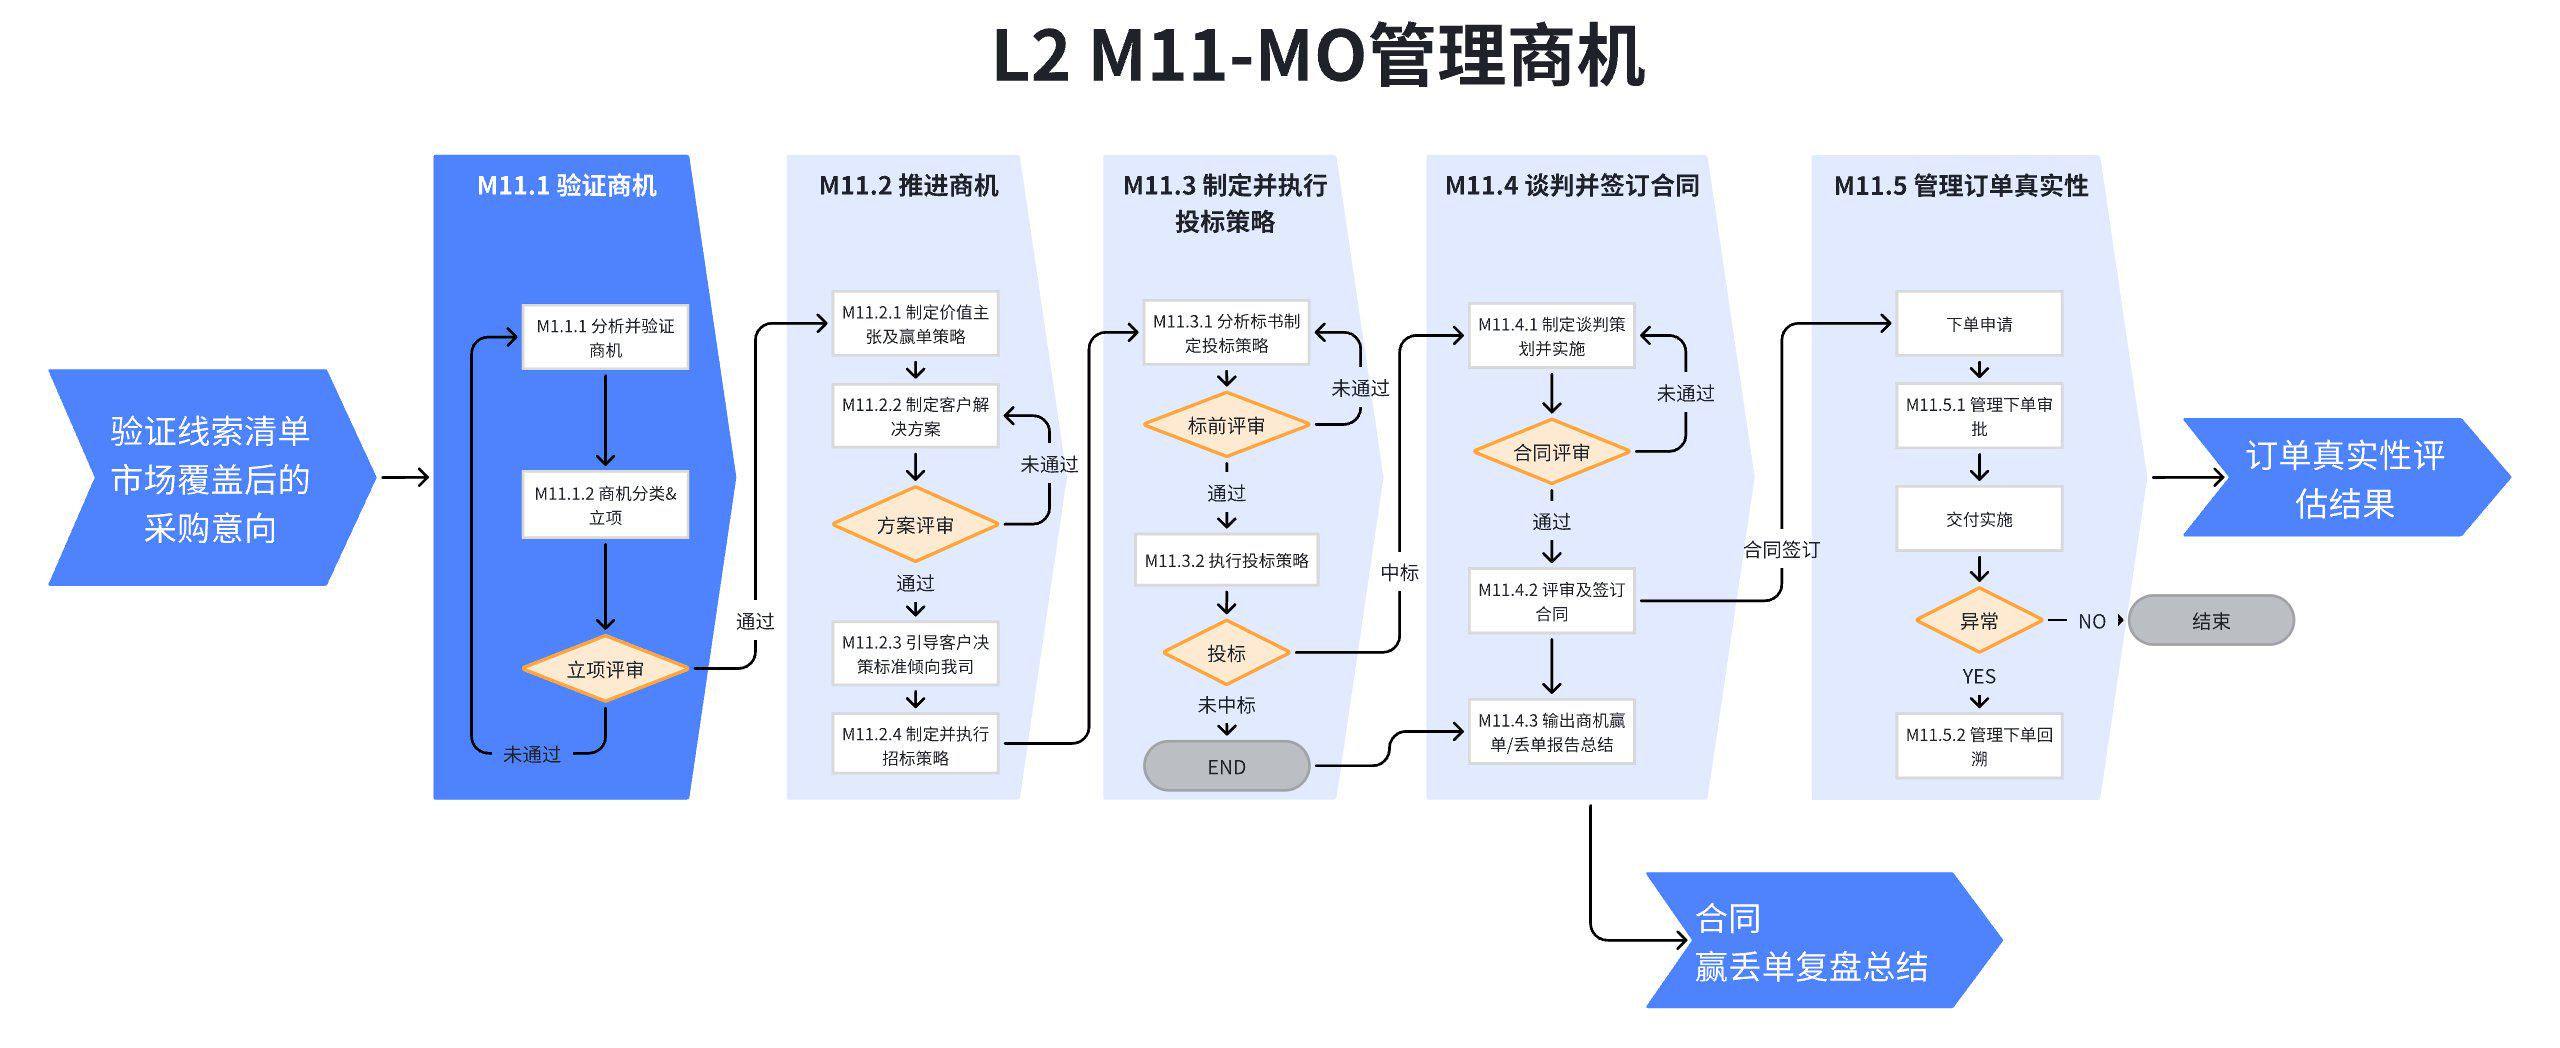 L2 M11-MO管理商机
验证线索清单
市场覆盖后的
采购意向
M11.1 验证商机
M1.1.1 分析并验证
商机
M11.1.2 商机分类&
立项
立项评审
未通过
通过
M11.2 推进商机
M11.2.1 制定价值主
张及赢单策略
M11.2.2 制定客户解
决方案
未通过
方案评审
通过
M11.2.3 引导客户决
策标准倾向我司
M11.2.4 制定并执行
招标策略
M11.3 制定并执行
投标策略
M11.3.1 分析标书制
定投标策略
未通过
标前评审
通过
M11.3.2 执行投标策略
投标
中标
未中标
END
M11.4 谈判并签订合同
M11.4.1 制定谈判策
划并实施
未通过
合同评审
通过
M11.4.2 评审及签订
合同
合同签订
M11.4.3 输出商机赢
单/丢单报告总结
M11.5 管理订单真实性
下单申请
M11.5.1 管理下单审
批
交付实施
异常
NO
结束
YES
M11.5.2 管理下单回
溯
订单真实性评
估结果
合同
赢丢单复盘总结